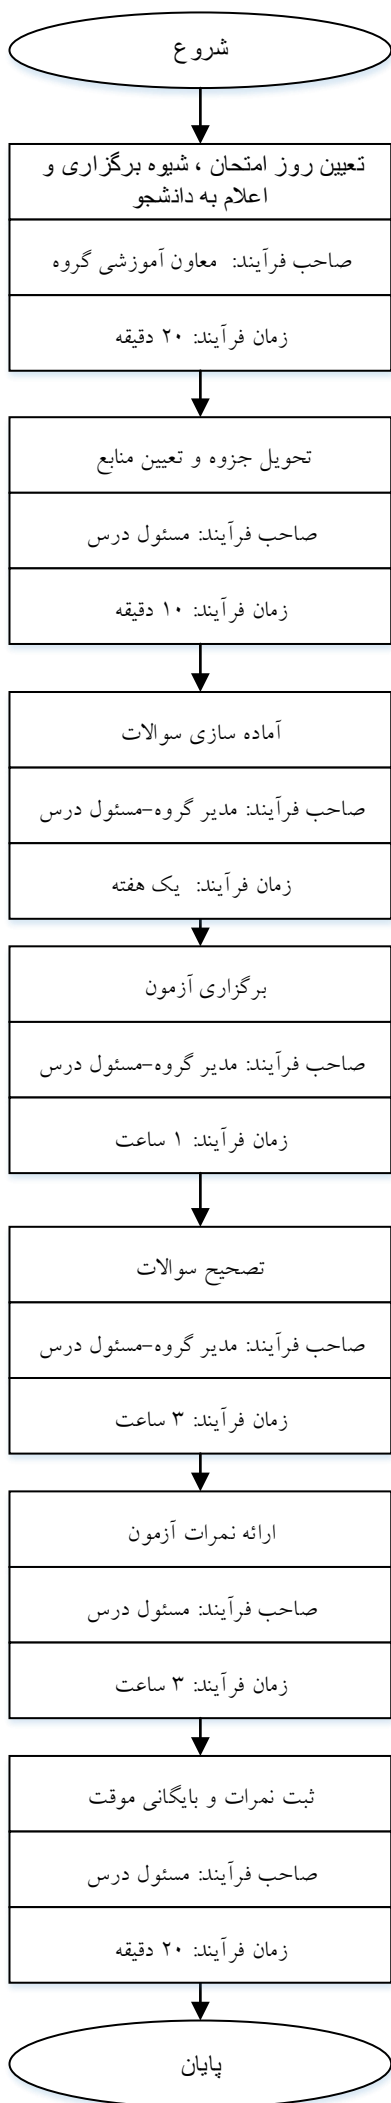 شروع
تعیین روز امتحان ، شیوه برگزاری و
اعلام به دانشجو
صاحب فرآیند: معاون آموزشی گروه
زمان فرآیند: ۲۰ دقیقه
تحویل جزوه و تعیین منابع
صاحب فرآیند: مسئول درس
زمان فرآیند: ۱۰ دقیقه
آماده سازی سوالات
صاحب فرآیند: مدیر گروه-مسئول درس
زمان فرآیند: یک هفته
برگزاری آزمون
صاحب فرآیند: مدیر گروه-مسئول درس
زمان فرآیند: ۱ ساعت
تصحیح سوالات
صاحب فرآیند: مدیر گروه-مسئول درس
زمان فرآیند: ۳ ساعت
ارائه نمرات آزمون
صاحب فرآیند: مسئول درس
زمان فرآیند: ۳ ساعت
ثبت نمرات و بایگانی موقت
صاحب فرآیند: مسئول درس
زمان فرآیند: ۲۰ دقیقه
پایان